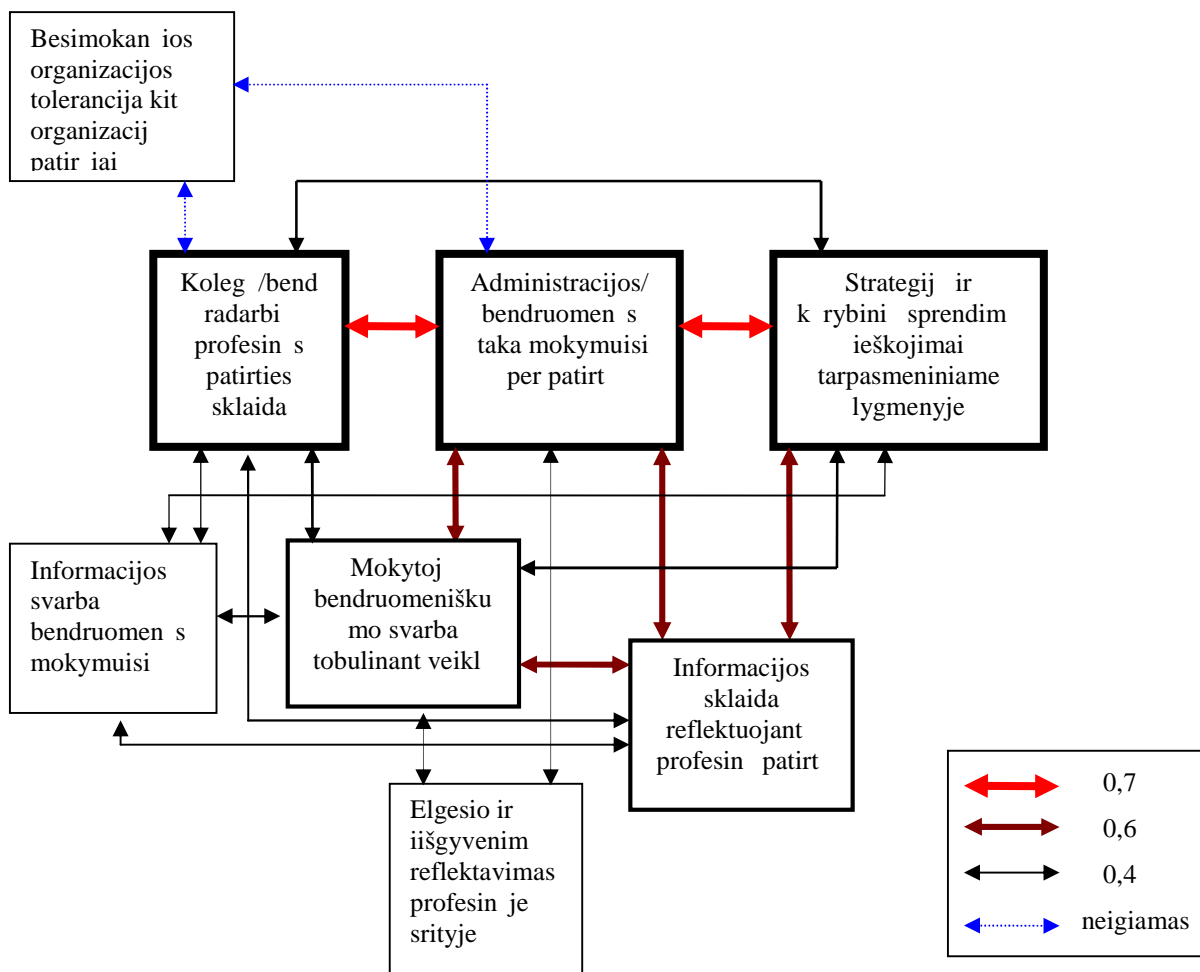 Besimokan ios
organizacijos
tolerancija kit
organizacij
patir iai
Koleg /bend
radarbi
profesin s
patirties
sklaida
Administracijos/
bendruomen s
taka mokymuisi
per patirt
Strategij ir
k rybini sprendim
ieškojimai
tarpasmeniniame
lygmenyje
Informacijos
svarba
bendruomen s
mokymuisi
Mokytoj
bendruomenišku
mo svarba
tobulinant veikl
Informacijos
sklaida
reflektuojant
profesin patirt
Elgesio ir
iišgyvenim
reflektavimas
profesin je
srityje
0,7
0,6
0,4
neigiamas